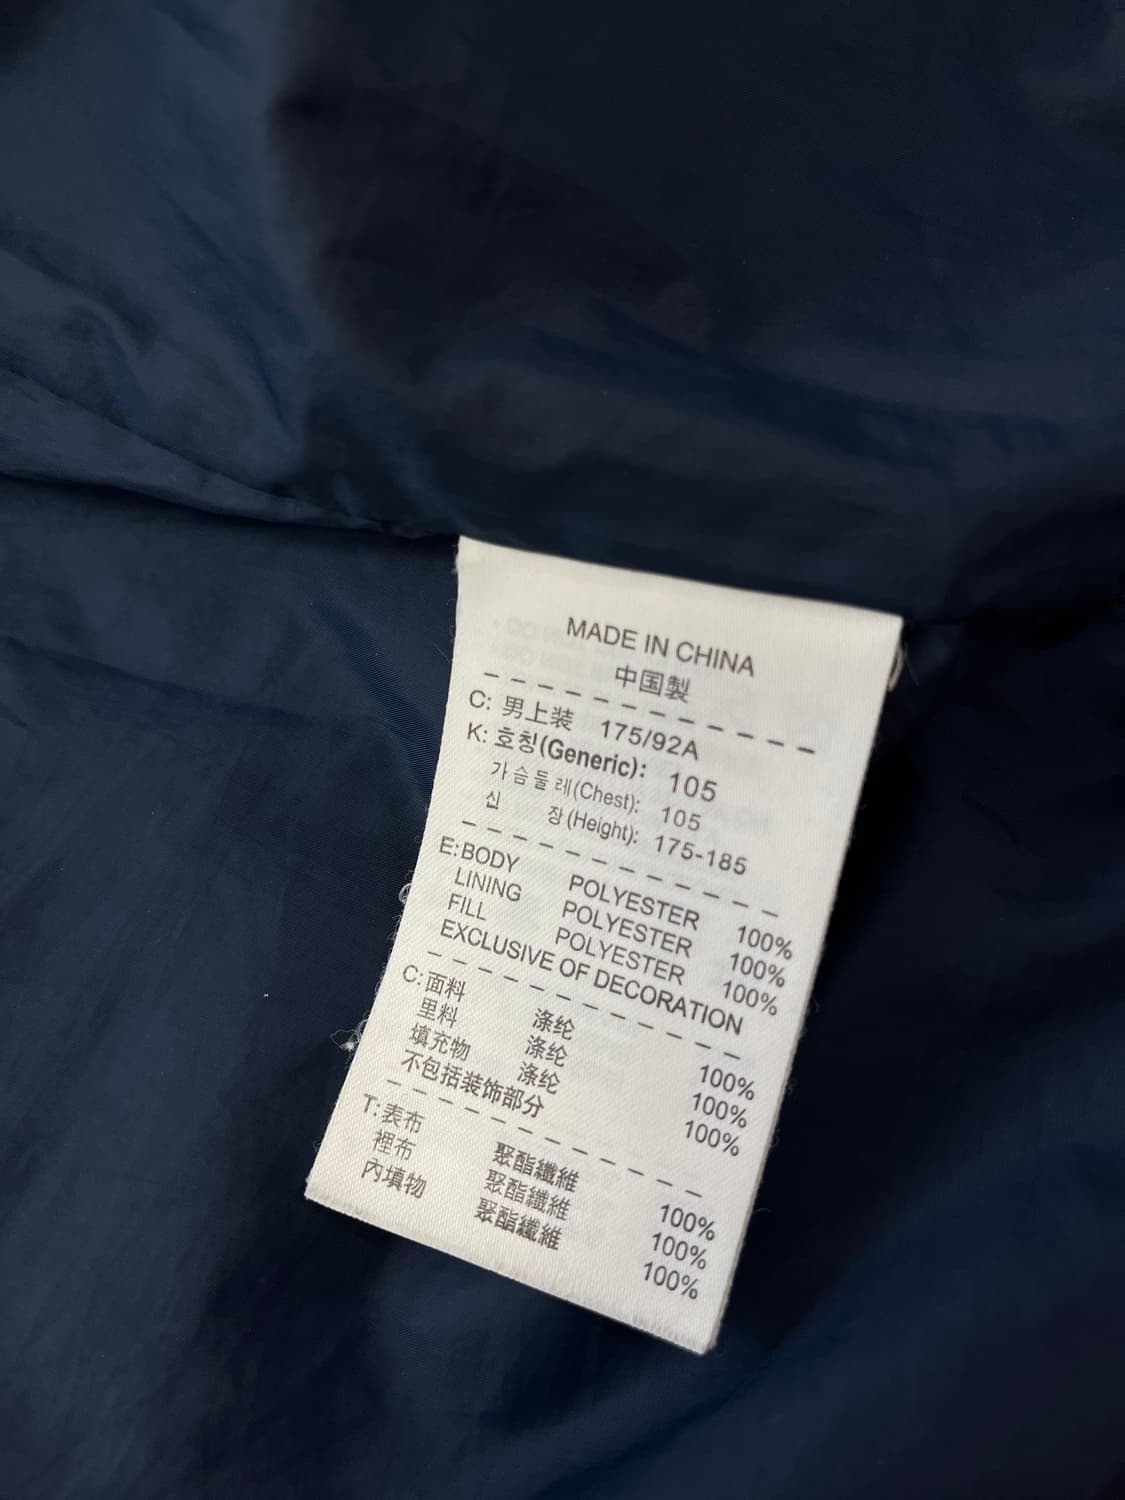 MADE IN CHINA
中国製
C: 男上装 175/92A
K: 호칭(Generic): 105
가슴둘레(Chest): 105
신 장(Height): 175-185
E:BODY POLYESTER 100%
LINING POLYESTER 100%
FILL POLYESTER 100%
EXCLUSIVE OF DECORATION
C:面料 涤纶 100%
里料 涤纶 100%
填充物 涤纶 100%
不包括装饰部分
T:表布 聚酯纖維 100%
裡布 聚酯纖維 100%
內填物 聚酯纖維 100%